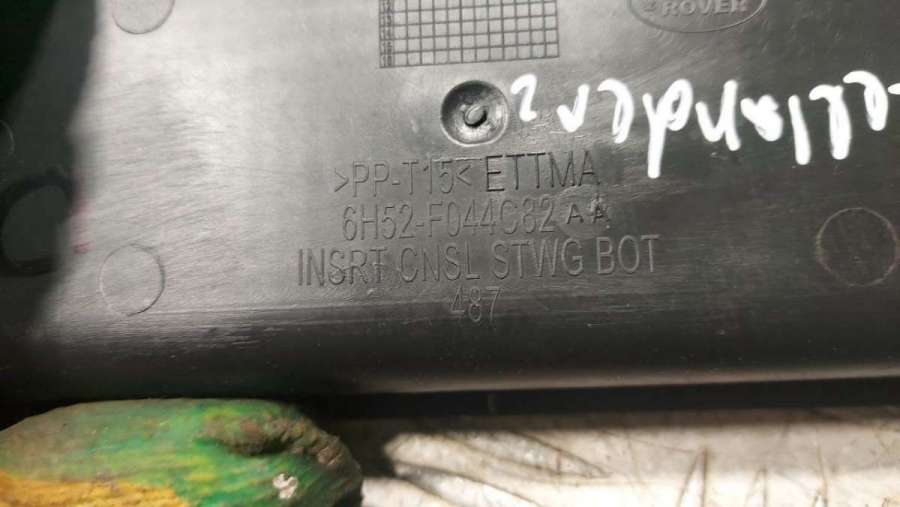 ROVER
>PP-T15< ETTMA
6H52-F044C82 AA
INSRT CNSL STWG BOT
487